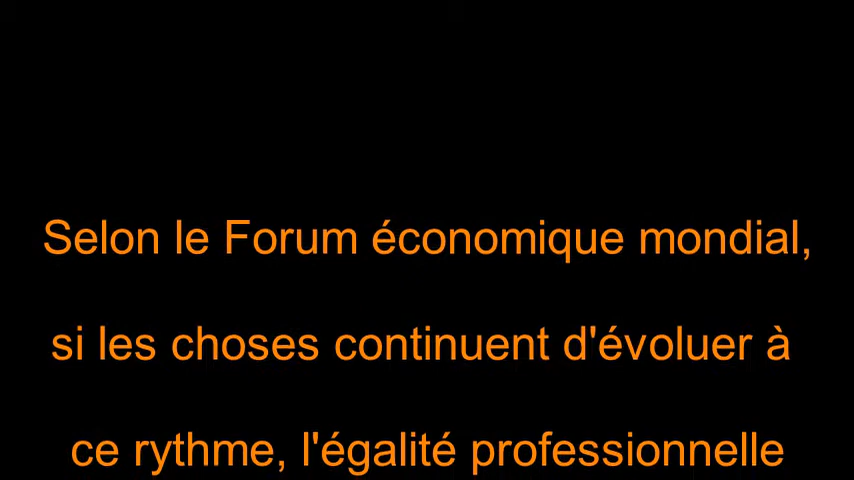 Selon le Forum économique mondial,
si les choses continuent d'évoluer à
ce rythme, l'égalité professionnelle